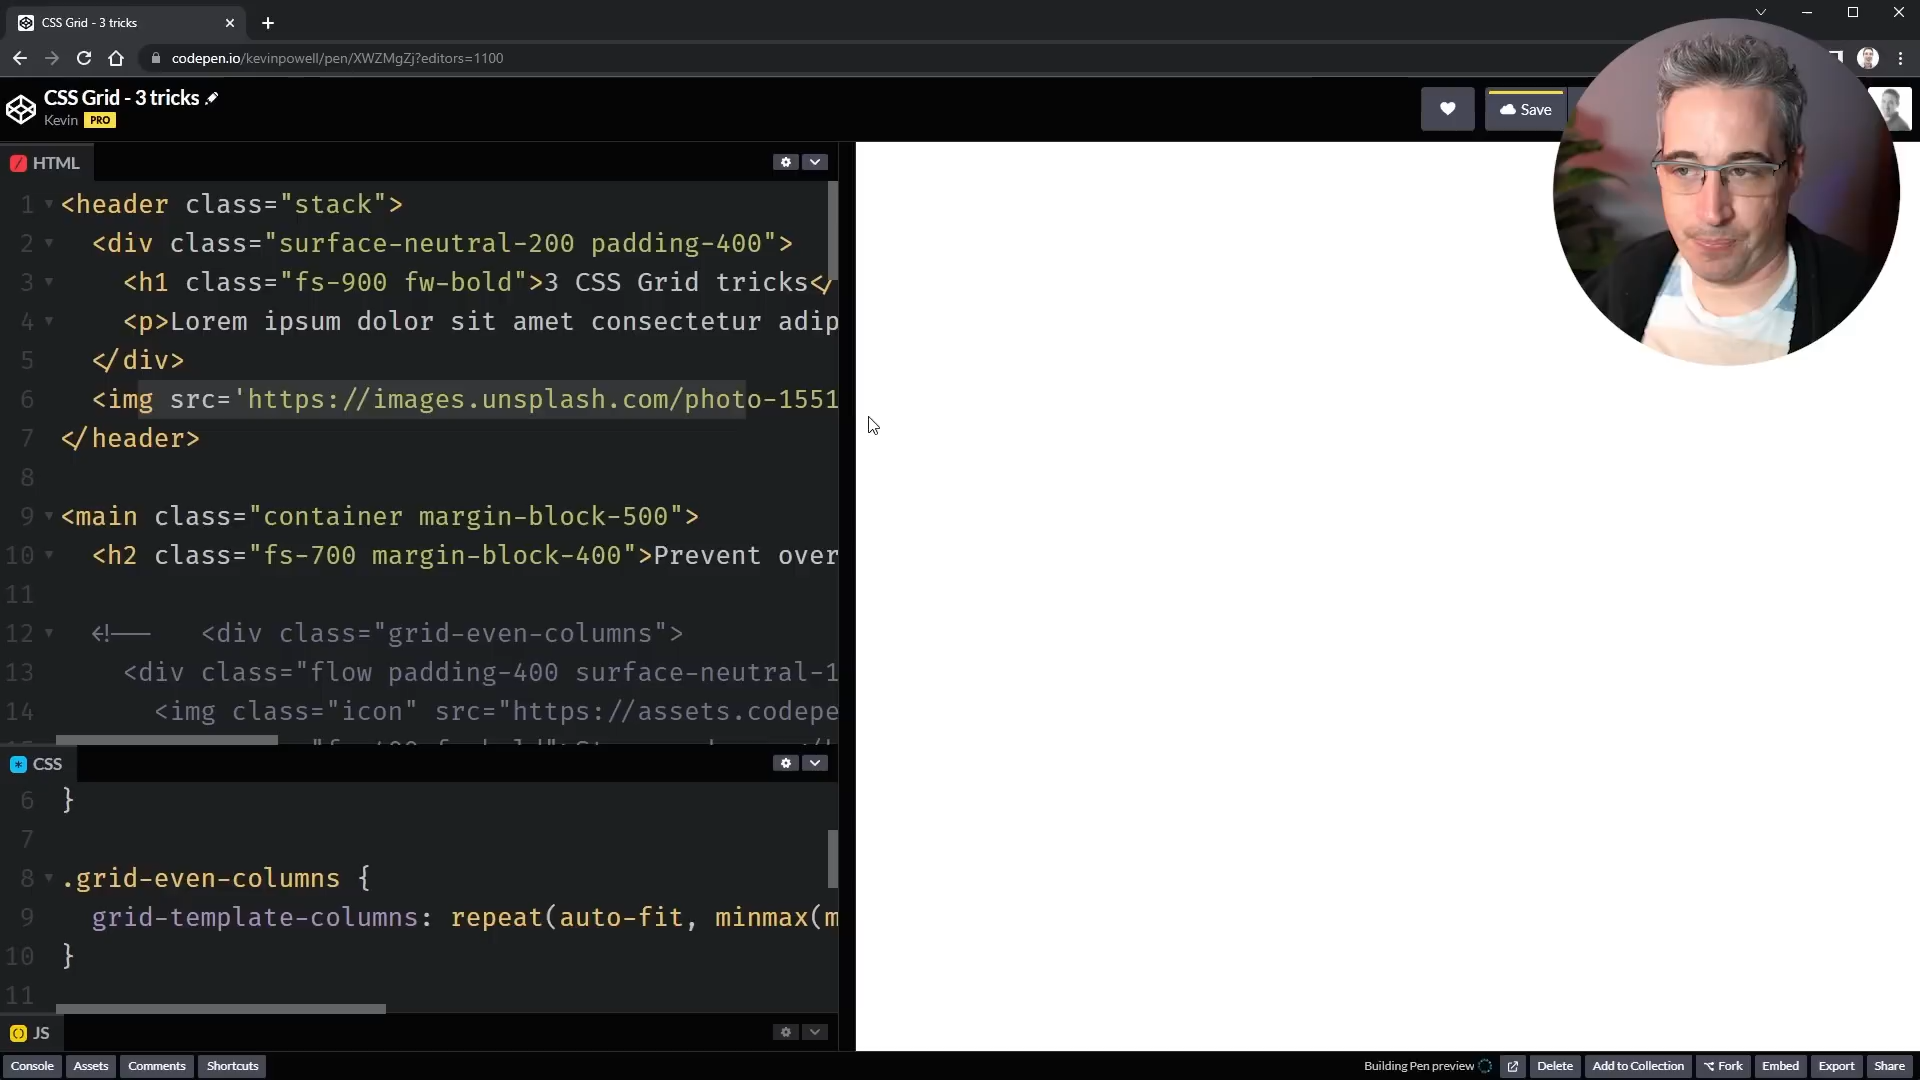 CSS Grid - 3 tricks
codepen.io/kevinpowell/pen/XWZMgZj?editors=1100
CSS Grid - 3 tricks
Kevin PRO
Save
HTML
1 <header class="stack">
2 <div class="surface-neutral-200 padding-400">
3 <h1 class="fs-900 fw-bold">3 CSS Grid tricks</
4 <p>Lorem ipsum dolor sit amet consectetur adip
5 </div>
6 <img src='https://images.unsplash.com/photo-1551
7 </header>
8
9 <main class="container margin-block-500">
10 <h2 class="fs-700 margin-block-400">Prevent over
11
12 <!-- <div class="grid-even-columns">
13 <div class="flow padding-400 surface-neutral-1
14 <img class="icon" src="https://assets.codepe
CSS
6 }
7
8 .grid-even-columns {
9 grid-template-columns: repeat(auto-fit, minmax(m
10 }
11
JS
Console Assets Comments Shortcuts Building Pen preview Delete Add to Collection Fork Embed Export Share